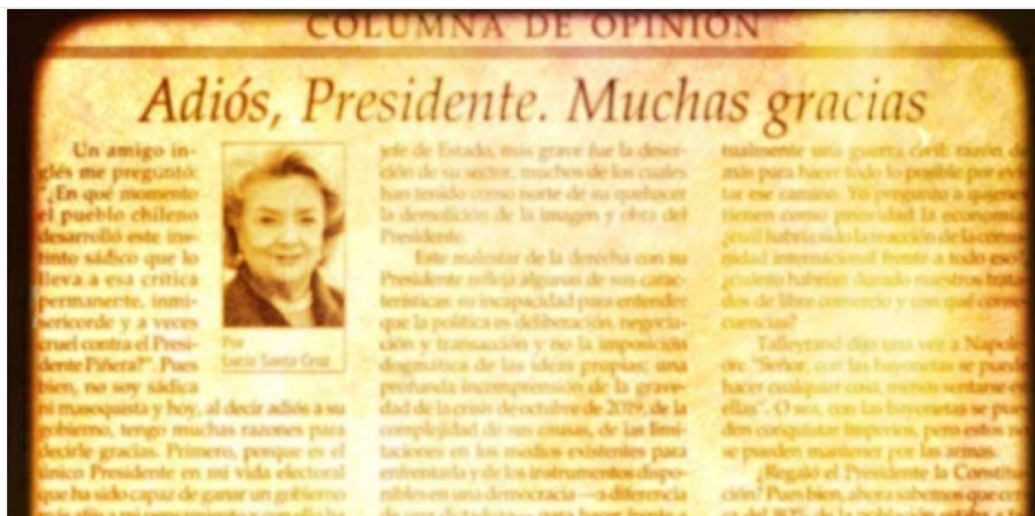 COLUMNA DE OPINIÓN
Adiós, Presidente. Muchas gracias
Un amigo in-
glés me preguntó:
"¿En qué momento
el pueblo chileno
desarrolló este ins-
tinto sádico que lo
lleva a esa crítica
permanente, inmi-
sericorde y a veces
cruel contra el Presi-
dente Piñera?". Pues
bien, no soy sádica
ni masoquista y hoy, al decir adiós a su
gobierno, tengo muchas razones para
decirle gracias. Primero, porque es el
único Presidente en mi vida electoral
que ha sido capaz de ganar un gobierno
Por
Lucía Santa Cruz
jefe de Estado, más grave fue la deser-
ción de su sector, muchos de los cuales
han tenido como norte de su quehacer
la demolición de la imagen y obra del
Presidente.
Este malestar de la derecha con su
Presidente refleja algunas de sus carac-
terísticas: su incapacidad para entender
que la política es deliberación, negocia-
ción y transacción y no la imposición
dogmática de las ideas propias; una
profunda incomprensión de la grave-
dad de la crisis de octubre de 2019, de la
complejidad de sus causas, de las limi-
taciones en los medios existentes para
enfrentarla y de los instrumentos dispo-
nibles en una democracia —a diferencia
tualmente una guerra civil: razón de
más para hacer todo lo posible por evi-
tar ese camino. Yo pregunto a quienes
tienen como prioridad la economía
¿cuál habría sido la reacción de la comu-
nidad internacional frente a todo eso?
¿cuánto habrían durado nuestros trata-
dos de libre comercio y con qué conse-
cuencias?
Talleyrand dijo una vez a Napole-
ón: "Señor, con las bayonetas se puede
hacer cualquier cosa, menos sentarse en
ellas". O sea, con las bayonetas se pue-
den conquistar imperios, pero estos no
se pueden mantener por las armas.
¿Regaló el Presidente la Constitu-
ción? Pues bien, ahora sabemos que